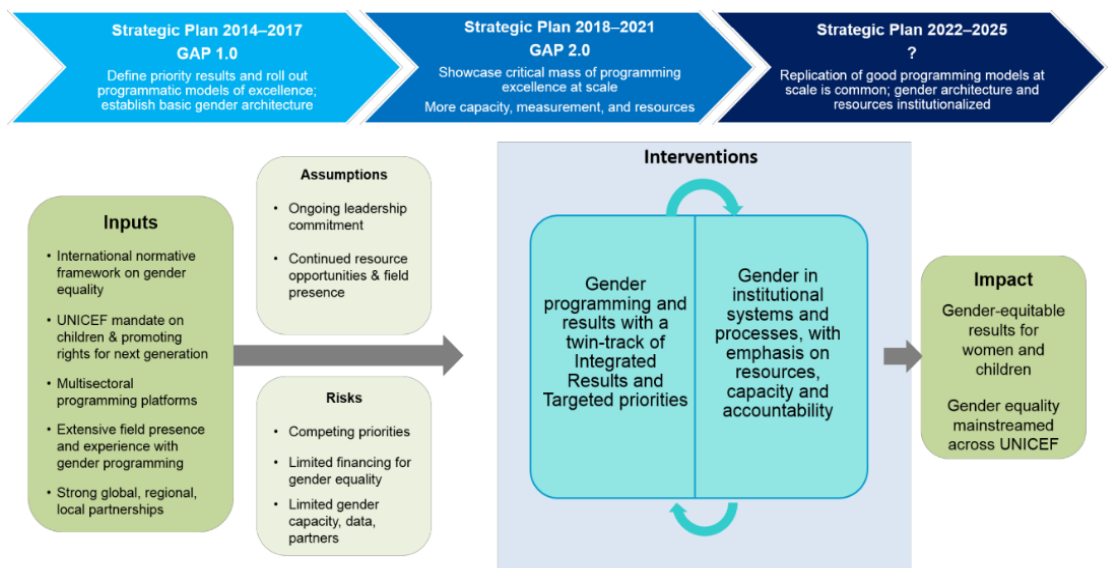 Strategic Plan 2014–2017
GAP 1.0
Define priority results and roll out
programmatic models of excellence;
establish basic gender architecture
Strategic Plan 2018–2021
GAP 2.0
Showcase critical mass of programming
excellence at scale
More capacity, measurement, and resources
Strategic Plan 2022–2025
?
Replication of good programming models at
scale is common; gender architecture and
resources institutionalized
Inputs
• International normative
framework on gender
equality
• UNICEF mandate on
children & promoting
rights for next generation
• Multisectoral
programming platforms
• Extensive field presence
and experience with
gender programming
• Strong global, regional,
local partnerships
Assumptions
• Ongoing leadership
commitment
• Continued resource
opportunities & field
presence
Risks
• Competing priorities
• Limited financing for
gender equality
• Limited gender
capacity, data,
partners
Interventions
Gender
programming and
results with a
twin-track of
Integrated
Results and
Targeted priorities
Gender in
institutional
systems and
processes, with
emphasis on
resources,
capacity and
accountability
Impact
Gender-equitable
results for
women and
children
Gender equality
mainstreamed
across UNICEF